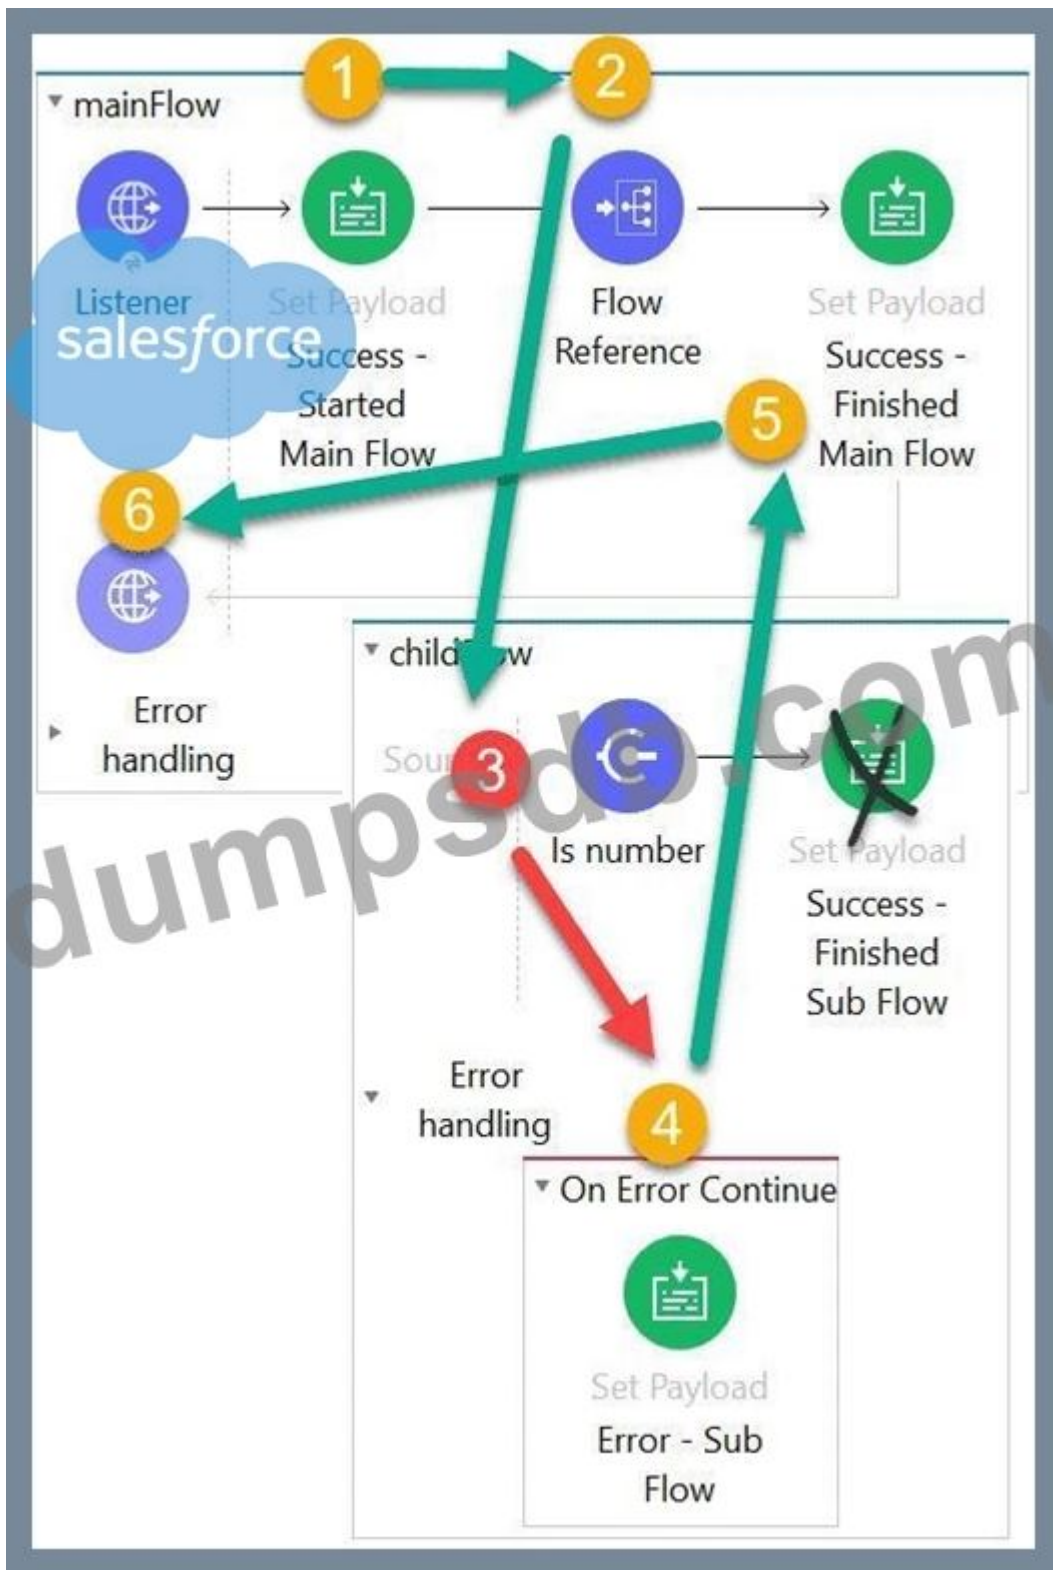 1
2
mainFlow
Listener
Set Payload
Success -
Started
Main Flow
Flow
Reference
Set Payload
Success -
Finished
Main Flow
salesforce
5
6
Error
handling
3
Is number
Set Payload
Success -
Finished
Sub Flow
Error
handling
4
On Error Continue
Set Payload
Error - Sub
Flow
dumpsdb.com